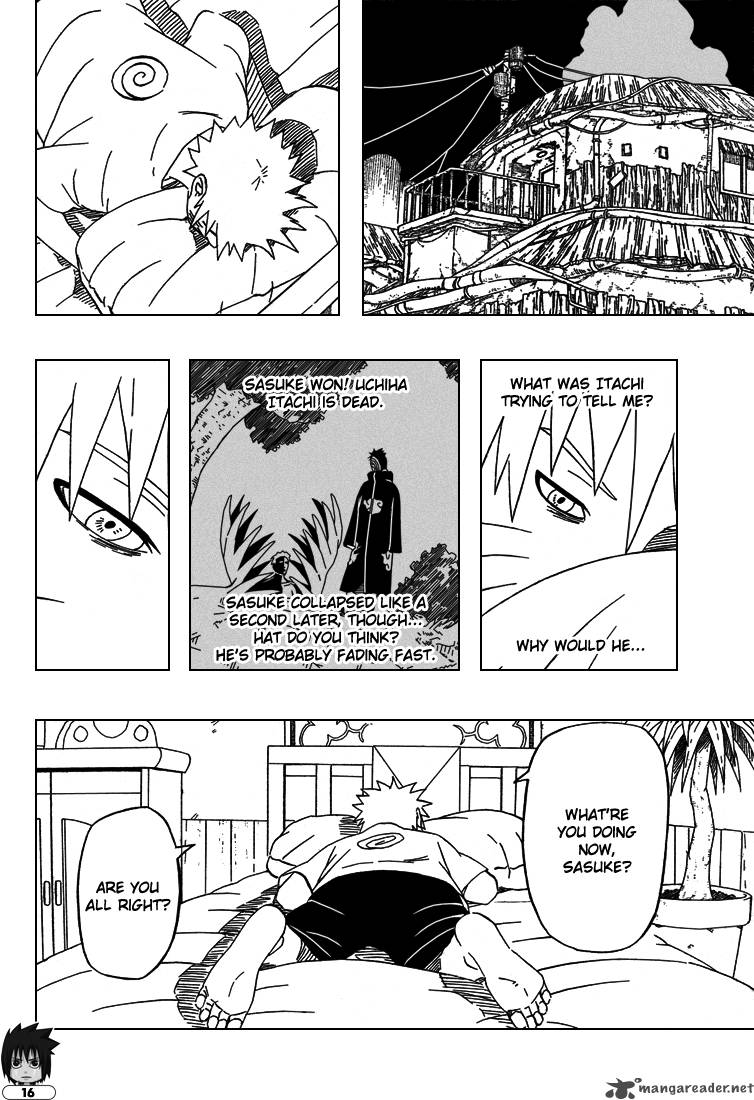 WHAT WAS ITACHI
TRYING TO TELL ME?
WHY WOULD HE...
SASUKE WON! UCHIHA
ITACHI IS DEAD.
SASUKE COLLAPSED LIKE A
SECOND LATER, THOUGH...
HAT DO YOU THINK?
HE'S PROBABLY FADING FAST.
WHAT'RE
YOU DOING
NOW,
SASUKE?
ARE YOU
ALL RIGHT?
16
mangareader.net